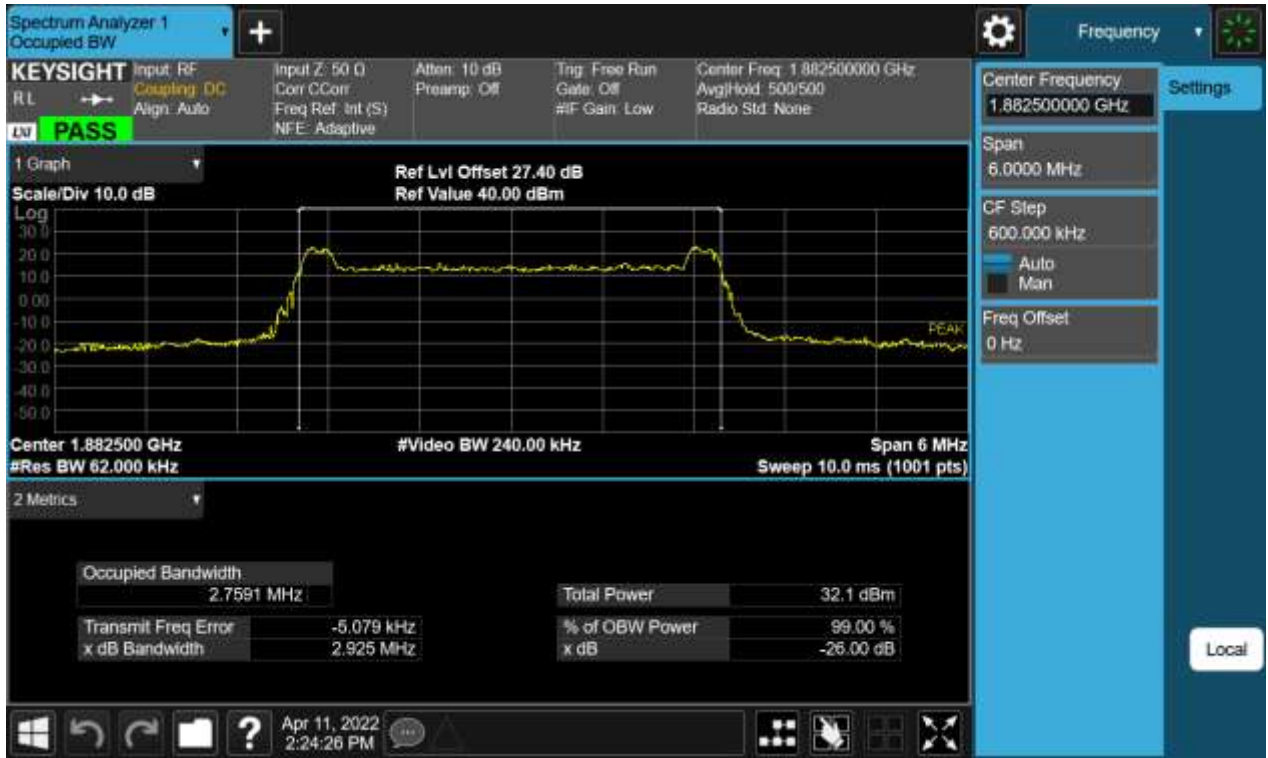 Spectrum Analyzer 1
Occupied BW
+
Frequency
KEYSIGHT
RL
LXI
PASS
Input: RF
Coupling: DC
Align: Auto
Input Z: 50 Ω
Corr CCorr
Freq Ref: Int (S)
NFE: Adaptive
Atten: 10 dB
Preamp: Off
Trig: Free Run
Gate: Off
#IF Gain: Low
Center Freq: 1.882500000 GHz
Avg|Hold: 500/500
Radio Std: None
Center Frequency
1.882500000 GHz
Settings
Span
6.0000 MHz
CF Step
600.000 kHz
Auto
Man
Freq Offset
0 Hz
Local
1 Graph
Ref Lvl Offset 27.40 dB
Scale/Div 10.0 dB
Ref Value 40.00 dBm
Log
30.0
20.0
10.0
0.00
-10.0
-20.0
-30.0
-40.0
-50.0
PEAK
Center 1.882500 GHz
#Video BW 240.00 kHz
Span 6 MHz
#Res BW 62.000 kHz
Sweep 10.0 ms (1001 pts)
2 Metrics
Occupied Bandwidth
2.7591 MHz
Total Power 32.1 dBm
Transmit Freq Error -5.079 kHz
% of OBW Power 99.00 %
x dB Bandwidth 2.925 MHz
x dB -26.00 dB
?
Apr 11, 2022
2:24:26 PM